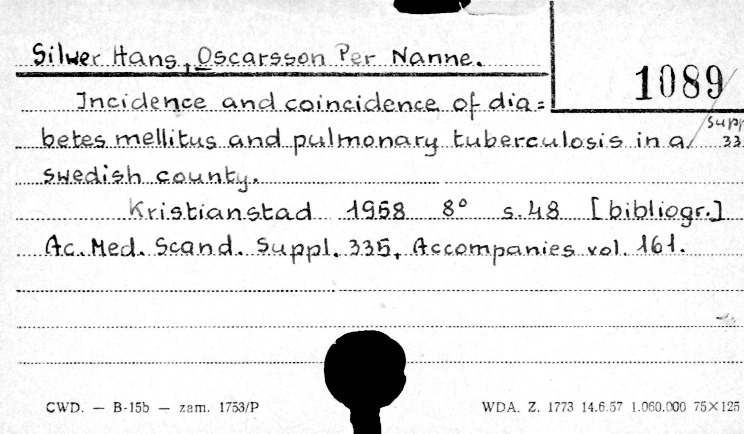 Silwer Hans, Oscarsson Per Nanne.
1089/
Supp
33
Incidence and coincidence of dia=
betes mellitus and pulmonary tuberculosis in a
swedish county.
Kristianstad 1958 8° s.48 [bibliogr.]
Ac. Med. Scand. Suppl. 335, Accompanies vol. 161.
CWD. — B-15b — zam. 1753/P
WDA. Z. 1773 14.6.57 1.060.000 75×125